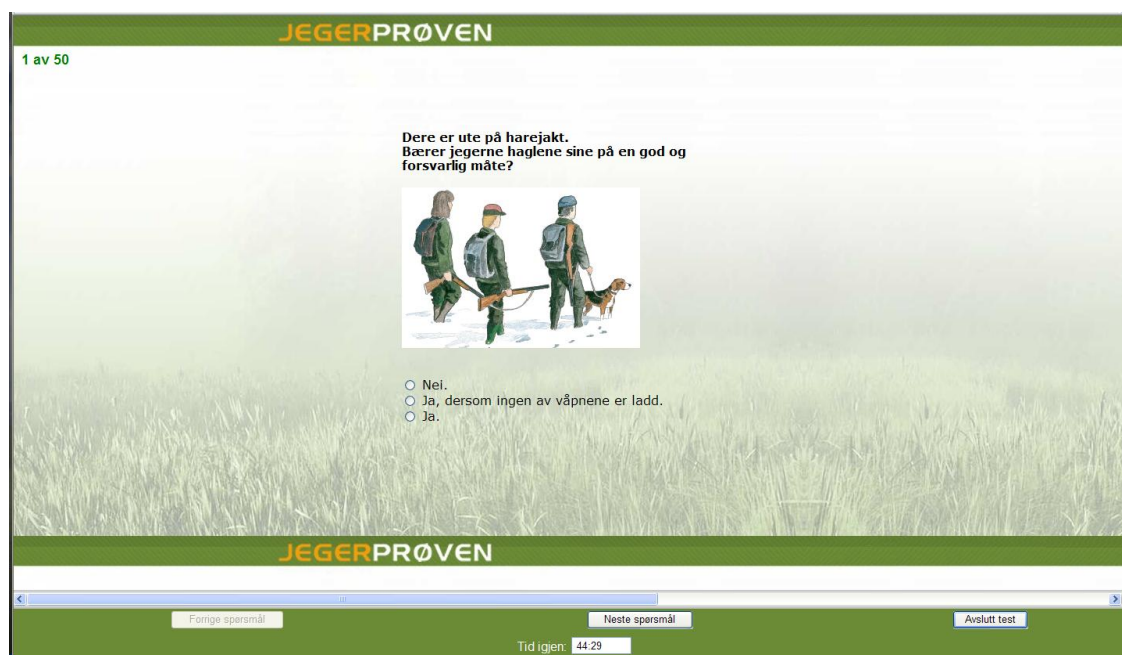 JEGERPRØVEN
1 av 50
Dere er ute på harejakt.
Bærer jegerne haglene sine på en god og
forsvarlig måte?
Nei.
Ja, dersom ingen av våpnene er ladd.
Ja.
JEGERPRØVEN
Forrige spørsmål
Neste spørsmål
Avslutt test
Tid igjen: 44:29